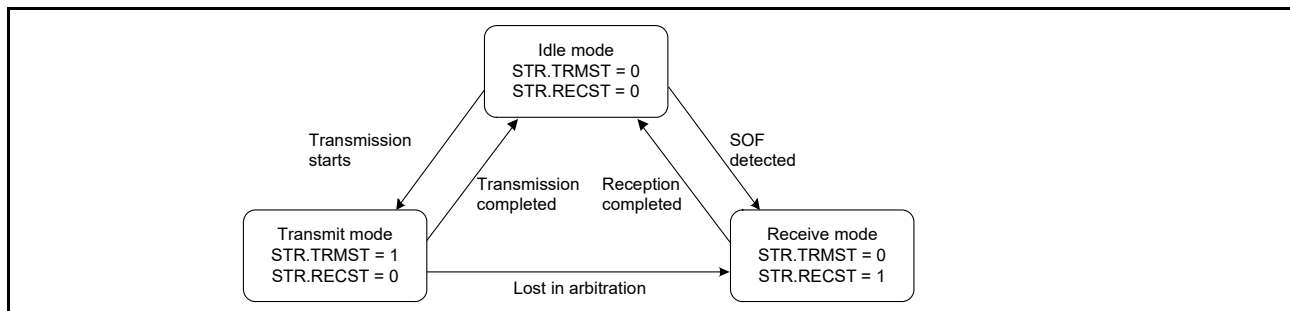 Idle mode
STR.TRMST = 0
STR.RECST = 0
Transmission
starts
SOF
detected
Transmission
completed
Reception
completed
Transmit mode
STR.TRMST = 1
STR.RECST = 0
Receive mode
STR.TRMST = 0
STR.RECST = 1
Lost in arbitration